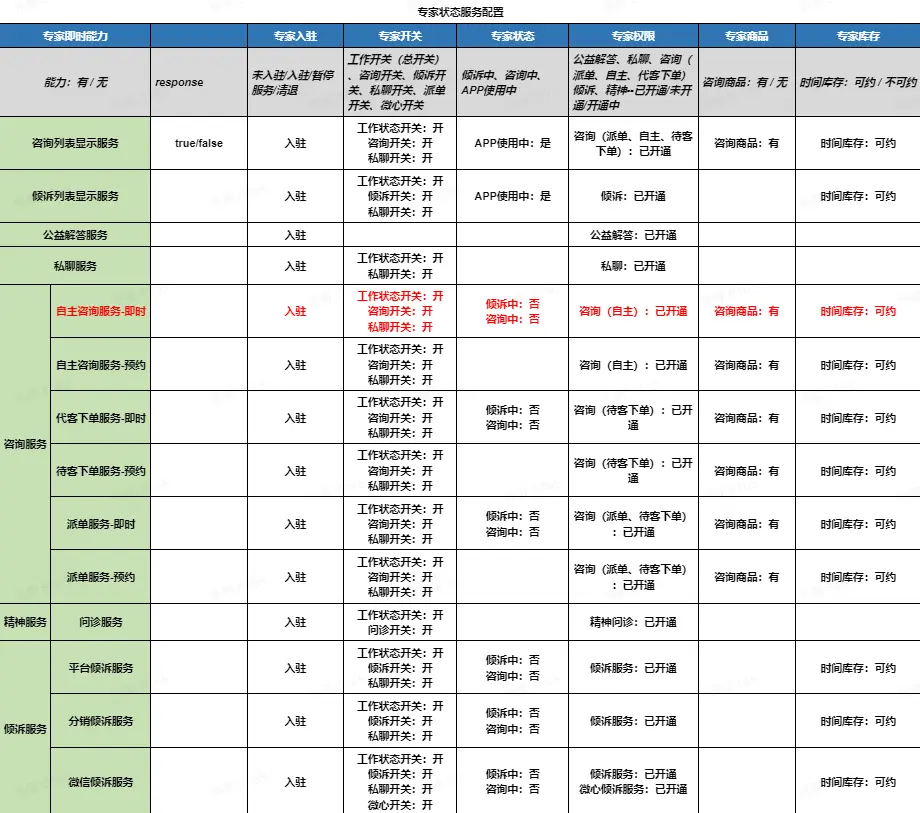 专家状态服务配置
专家即时能力 专家入驻 专家开关 专家状态 专家权限 专家商品 专家库存
能力：有 / 无 response 未入驻/入驻/暂停服务/清退 工作开关（总开关）、咨询开关、倾诉开关、私聊开关、派单开关、微心开关 倾诉中、咨询中、APP使用中 公益解答、私聊、咨询（派单、自主、代客下单）倾诉、精神--已开通/未开通/开通中 咨询商品：有 / 无 时间库存：可约 / 不可约
咨询列表显示服务 true/false 入驻 工作状态开关：开 咨询开关：开 私聊开关：开 APP使用中：是 咨询（派单、自主、待客下单）：已开通 咨询商品：有 时间库存：可约
倾诉列表显示服务 入驻 工作状态开关：开 倾诉开关：开 私聊开关：开 APP使用中：是 倾诉：已开通 时间库存：可约
公益解答服务 入驻 公益解答：已开通
私聊服务 入驻 工作状态开关：开 私聊开关：开 私聊：已开通
咨询服务
自主咨询服务-即时 入驻 工作状态开关：开 咨询开关：开 私聊开关：开 倾诉中：否 咨询中：否 咨询（自主）：已开通 咨询商品：有 时间库存：可约
自主咨询服务-预约 入驻 工作状态开关：开 咨询开关：开 私聊开关：开 咨询（自主）：已开通 咨询商品：有 时间库存：可约
代客下单服务-即时 入驻 工作状态开关：开 咨询开关：开 私聊开关：开 倾诉中：否 咨询中：否 咨询（待客下单）：已开通 咨询商品：有 时间库存：可约
待客下单服务-预约 入驻 工作状态开关：开 咨询开关：开 私聊开关：开 咨询（待客下单）：已开通 咨询商品：有 时间库存：可约
派单服务-即时 入驻 工作状态开关：开 咨询开关：开 私聊开关：开 倾诉中：否 咨询中：否 咨询（派单、待客下单）：已开通 咨询商品：有 时间库存：可约
派单服务-预约 入驻 工作状态开关：开 咨询开关：开 私聊开关：开 咨询（派单、待客下单）：已开通 咨询商品：有 时间库存：可约
精神服务 问诊服务 入驻 工作状态开关：开 问诊开关：开 精神问诊：已开通
倾诉服务
平台倾诉服务 入驻 工作状态开关：开 倾诉开关：开 私聊开关：开 倾诉中：否 咨询中：否 倾诉服务：已开通 时间库存：可约
分销倾诉服务 入驻 工作状态开关：开 倾诉开关：开 私聊开关：开 倾诉中：否 咨询中：否 倾诉服务：已开通 时间库存：可约
微信倾诉服务 入驻 工作状态开关：开 倾诉开关：开 私聊开关：开 微心开关：开 倾诉中：否 咨询中：否 倾诉服务：已开通 微心倾诉服务：已开通 时间库存：可约